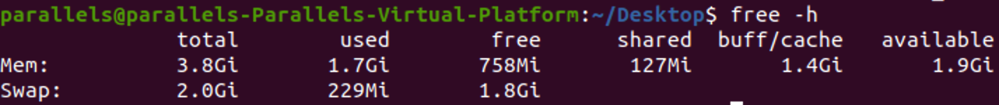 parallels@parallels-Parallels-Virtual-Platform:~/Desktop$ free -h
total used free shared buff/cache available
Mem: 3.8Gi 1.7Gi 758Mi 127Mi 1.4Gi 1.9Gi
Swap: 2.0Gi 229Mi 1.8Gi